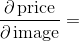 ∂ price
∂ image
=